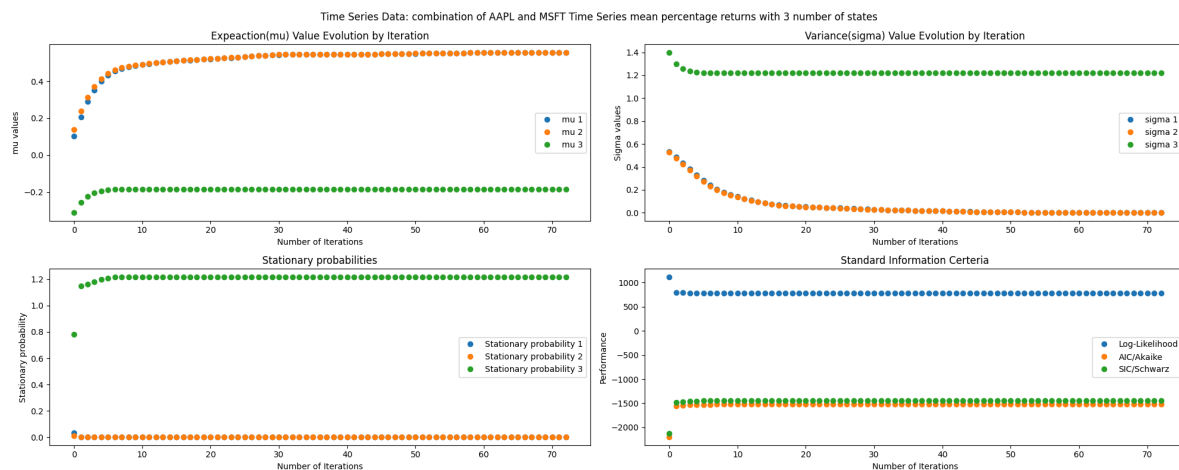 Time Series Data: combination of AAPL and MSFT Time Series mean percentage returns with 3 number of states
Expeaction(mu) Value Evolution by Iteration
mu values
0.4
0.2
0.0
−0.2
mu 1
mu 2
mu 3
0 10 20 30 40 50 60 70
Number of Iterations
Variance(sigma) Value Evolution by Iteration
Sigma values
1.4
1.2
1.0
0.8
0.6
0.4
0.2
0.0
sigma 1
sigma 2
sigma 3
0 10 20 30 40 50 60 70
Number of Iterations
Stationary probabilities
Stationary probability
1.2
1.0
0.8
0.6
0.4
0.2
0.0
Stationary probability 1
Stationary probability 2
Stationary probability 3
0 10 20 30 40 50 60 70
Number of Iterations
Standard Information Certeria
Performance
1000
500
0
−500
−1000
−1500
−2000
Log-Likelihood
AIC/Akaike
SIC/Schwarz
0 10 20 30 40 50 60 70
Number of Iterations